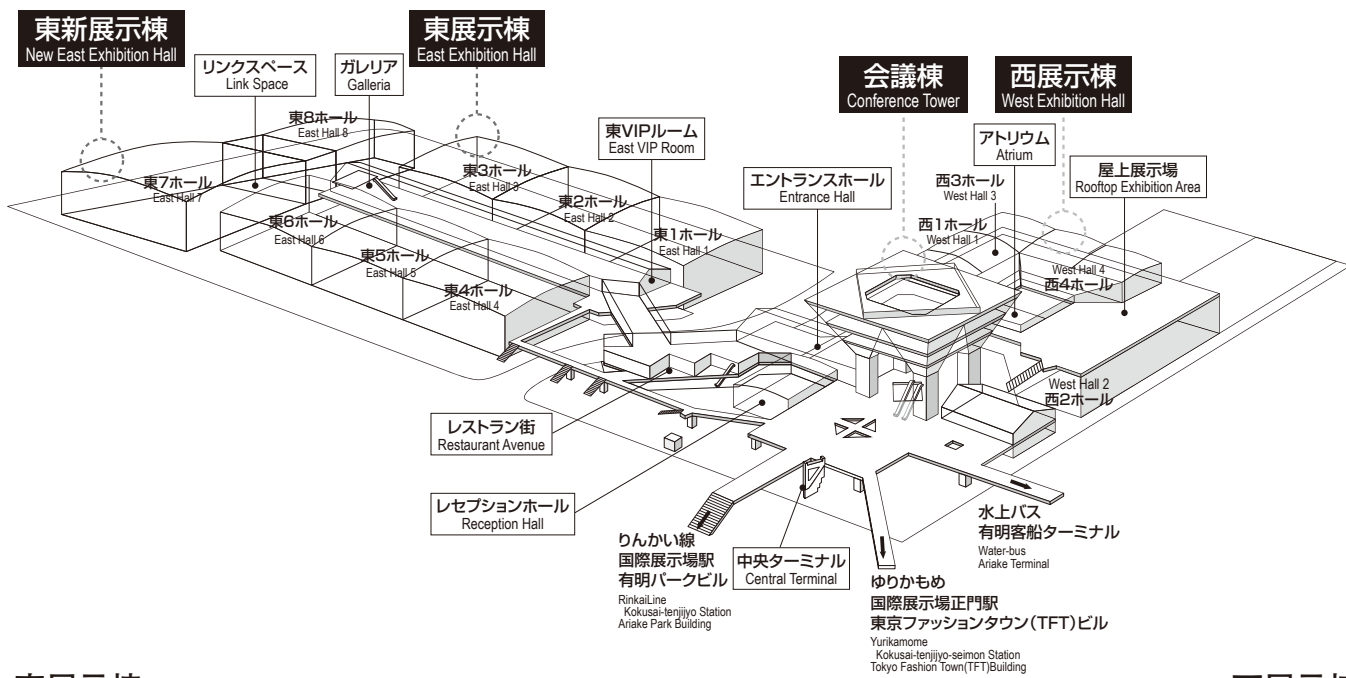 東新展示棟
New East Exhibition Hall
東展示棟
East Exhibition Hall
リンクスペース
Link Space
ガレリア
Galleria
会議棟
Conference Tower
西展示棟
West Exhibition Hall
東8ホール
East Hall 8
東VIPルーム
East VIP Room
アトリウム
Atrium
東7ホール
East Hall 7
東3ホール
East Hall 3
エントランスホール
Entrance Hall
西3ホール
West Hall 3
屋上展示場
Rooftop Exhibition Area
東6ホール
East Hall 6
東2ホール
East Hall 2
西1ホール
West Hall 1
東5ホール
East Hall 5
東1ホール
East Hall 1
West Hall 4
西4ホール
東4ホール
East Hall 4
West Hall 2
西2ホール
レストラン街
Restaurant Avenue
レセプションホール
Reception Hall
りんかい線
国際展示場駅
有明パークビル
RinkaiLine
Kokusai-tenjijyo Station
Ariake Park Building
中央ターミナル
Central Terminal
水上バス
有明客船ターミナル
Water-bus
Ariake Terminal
ゆりかもめ
国際展示場正門駅
東京ファッションタウン(TFT)ビル
Yurikamome
Kokusai-tenjijyo-seimon Station
Tokyo Fashion Town(TFT)Building